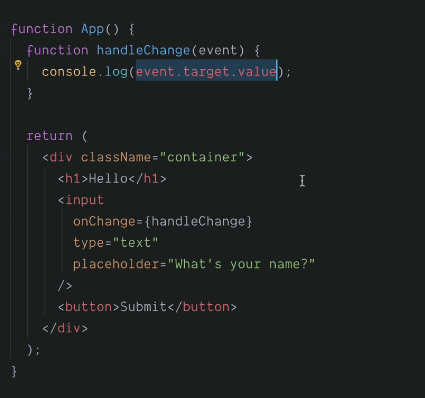 function App() {
  function handleChange(event) {
    console.log(event.target.value);
  }

  return (
    <div className="container">
      <h1>Hello</h1>
      <input
        onChange={handleChange}
        type="text"
        placeholder="What's your name?"
      />
      <button>Submit</button>
    </div>
  );
}